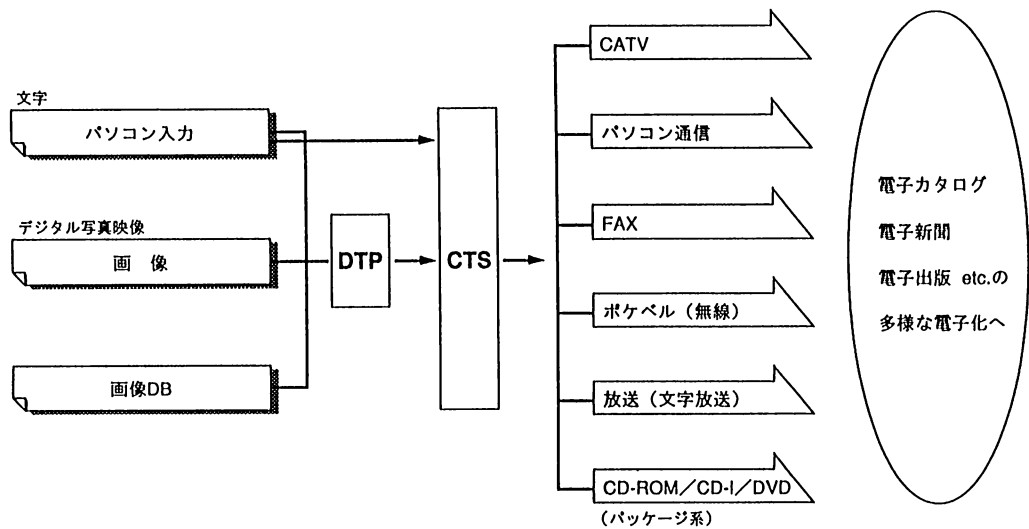 文字
パソコン入力
デジタル写真映像
画 像
画像DB
DTP
CTS
CATV
パソコン通信
FAX
ポケベル（無線）
放送（文字放送）
CD-ROM／CD-I／DVD
（パッケージ系）
電子カタログ
電子新聞
電子出版 etc.の
多様な電子化へ